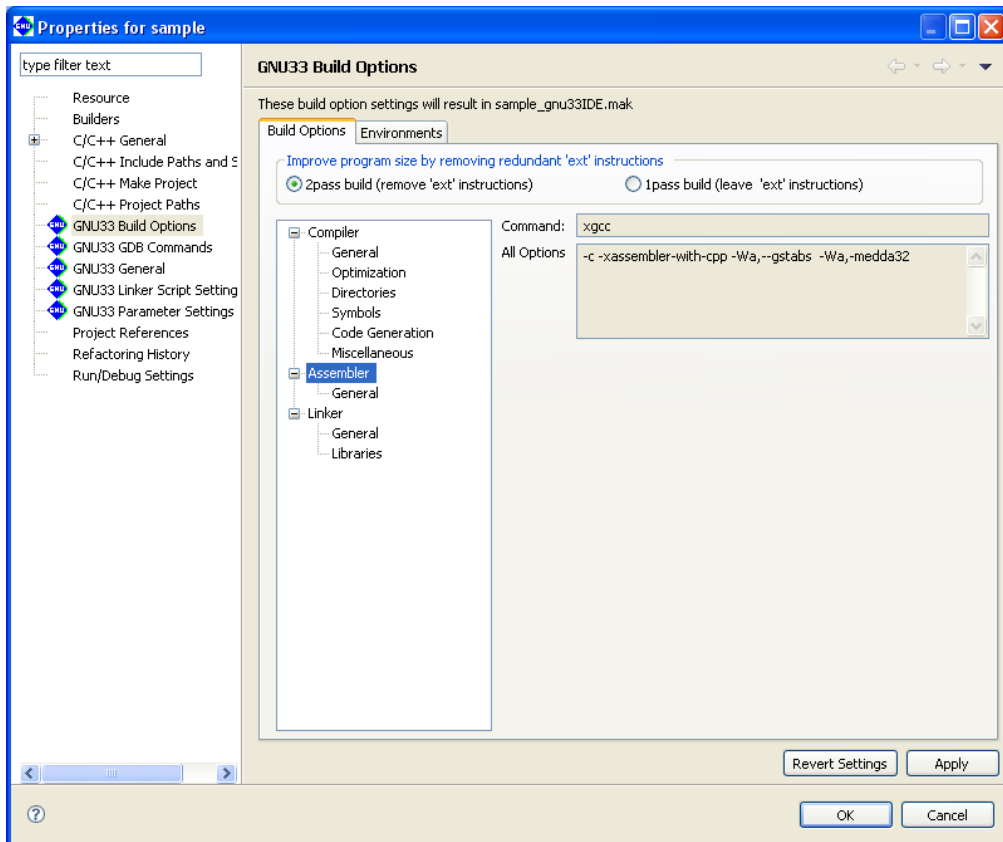 Properties for sample
type filter text
Resource
Builders
C/C++ General
C/C++ Include Paths and S
C/C++ Make Project
C/C++ Project Paths
GNU33 Build Options
GNU33 GDB Commands
GNU33 General
GNU33 Linker Script Setting
GNU33 Parameter Settings
Project References
Refactoring History
Run/Debug Settings
GNU33 Build Options
These build option settings will result in sample_gnu33IDE.mak
Build Options Environments
Improve program size by removing redundant 'ext' instructions
2pass build (remove 'ext' instructions) 1pass build (leave 'ext' instructions)
Compiler
General
Optimization
Directories
Symbols
Code Generation
Miscellaneous
Assembler
General
Linker
General
Libraries
Command: xgcc
All Options -c -xassembler-with-cpp -Wa,--gstabs -Wa,-medda32
Revert Settings Apply
OK Cancel